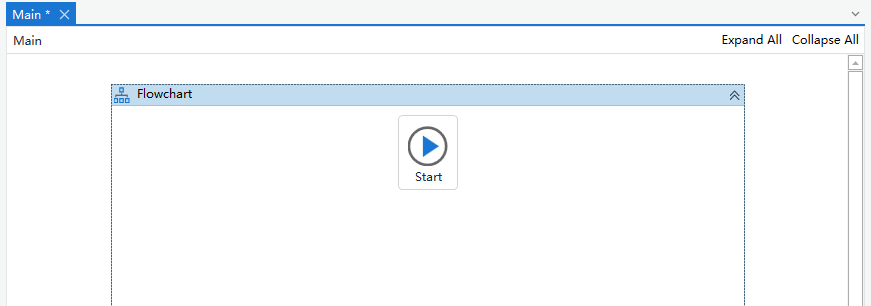 Main *
Main
Expand All
Collapse All
Flowchart
Start